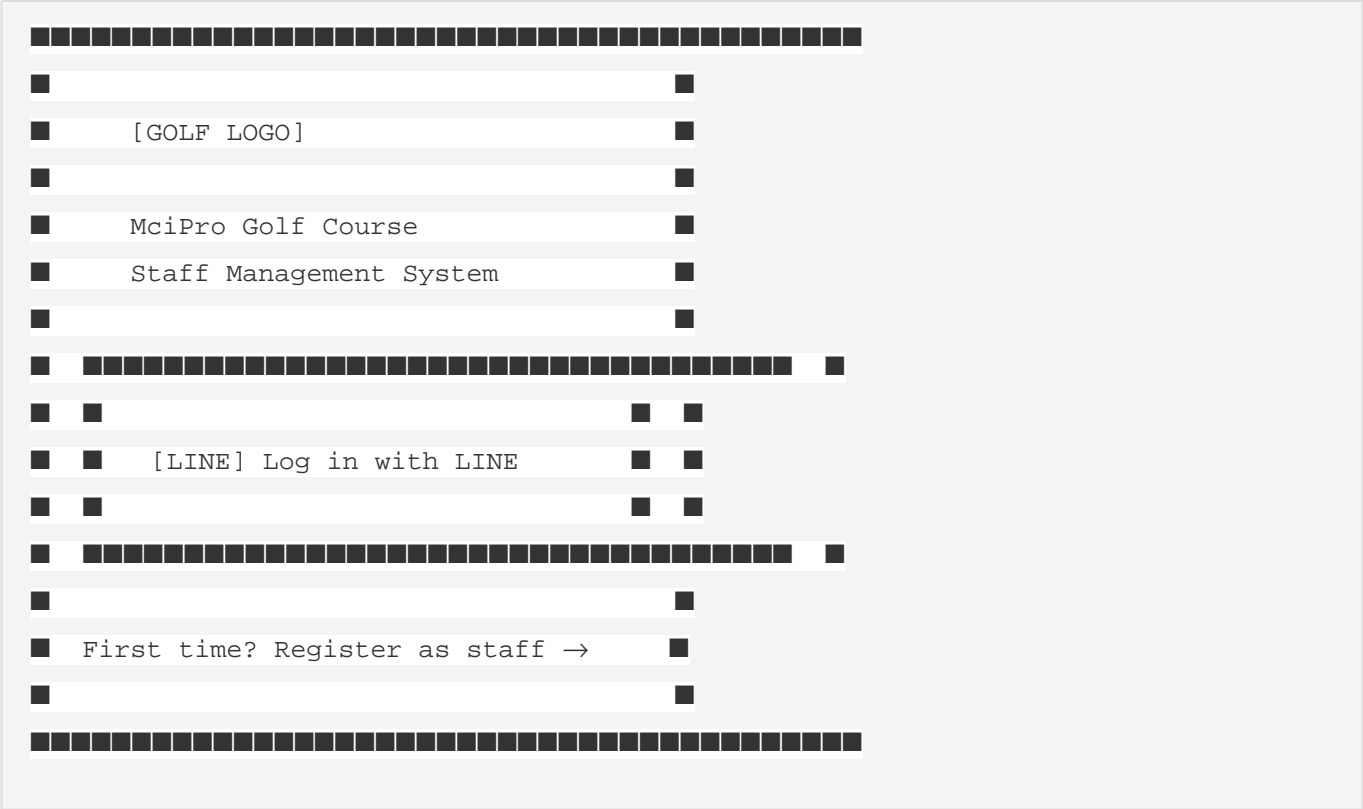 [GOLF LOGO]
MciPro Golf Course
Staff Management System
[LINE] Log in with LINE
First time? Register as staff →